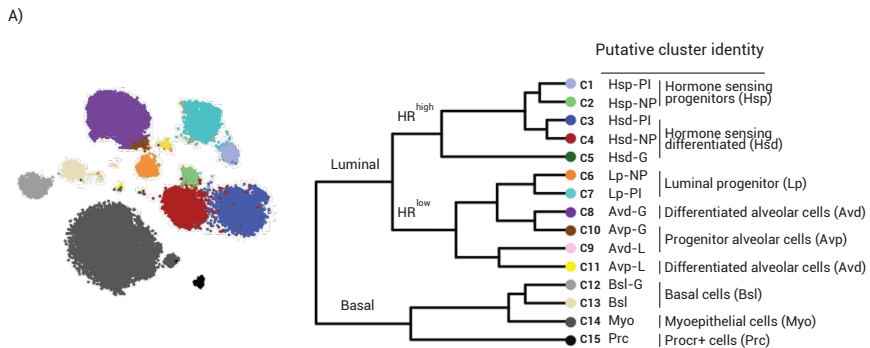 A)
Putative cluster identity
C1 Hsp-PI
C2 Hsp-NP
Hormone sensing
progenitors (Hsp)
C3 Hsd-PI
C4 Hsd-NP
C5 Hsd-G
Hormone sensing
differentiated (Hsd)
C6 Lp-NP
C7 Lp-PI
Luminal progenitor (Lp)
C8 Avd-G
Differentiated alveolar cells (Avd)
C10 Avp-G
C9 Avd-L
Progenitor alveolar cells (Avp)
C11 Avp-L
Differentiated alveolar cells (Avd)
C12 Bsl-G
C13 Bsl
Basal cells (Bsl)
C14 Myo
Myoepithelial cells (Myo)
C15 Prc
Procr+ cells (Prc)
HR high
Luminal
HR low
Basal